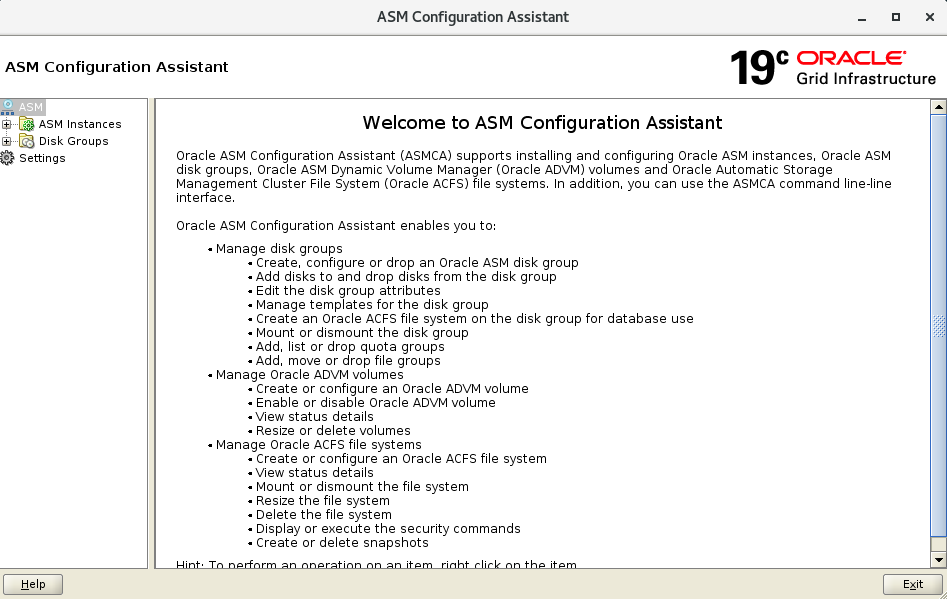 ASM Configuration Assistant
ASM Configuration Assistant
19c ORACLE
Grid Infrastructure
ASM
ASM Instances
Disk Groups
Settings
Welcome to ASM Configuration Assistant
Oracle ASM Configuration Assistant (ASMCA) supports installing and configuring Oracle ASM instances, Oracle ASM
disk groups, Oracle ASM Dynamic Volume Manager (Oracle ADVM) volumes and Oracle Automatic Storage
Management Cluster File System (Oracle ACFS) file systems. In addition, you can use the ASMCA command line-line
interface.
Oracle ASM Configuration Assistant enables you to:
• Manage disk groups
• Create, configure or drop an Oracle ASM disk group
• Add disks to and drop disks from the disk group
• Edit the disk group attributes
• Manage templates for the disk group
• Create an Oracle ACFS file system on the disk group for database use
• Mount or dismount the disk group
• Add, list or drop quota groups
• Add, move or drop file groups
• Manage Oracle ADVM volumes
• Create or configure an Oracle ADVM volume
• Enable or disable Oracle ADVM volume
• View status details
• Resize or delete volumes
• Manage Oracle ACFS file systems
• Create or configure an Oracle ACFS file system
• View status details
• Mount or dismount the file system
• Resize the file system
• Delete the file system
• Display or execute the security commands
• Create or delete snapshots
Hint: To perform an operation on an item, right click on the item.
Help
Exit